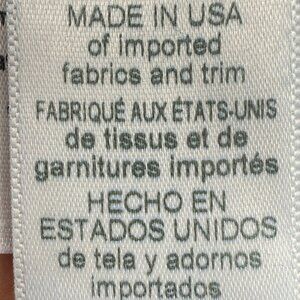 MADE IN USA
of imported
fabrics and trim
FABRIQUÉ AUX ÉTATS-UNIS
de tissus et de
garnitures importés
HECHO EN
ESTADOS UNIDOS
de tela y adornos
importados